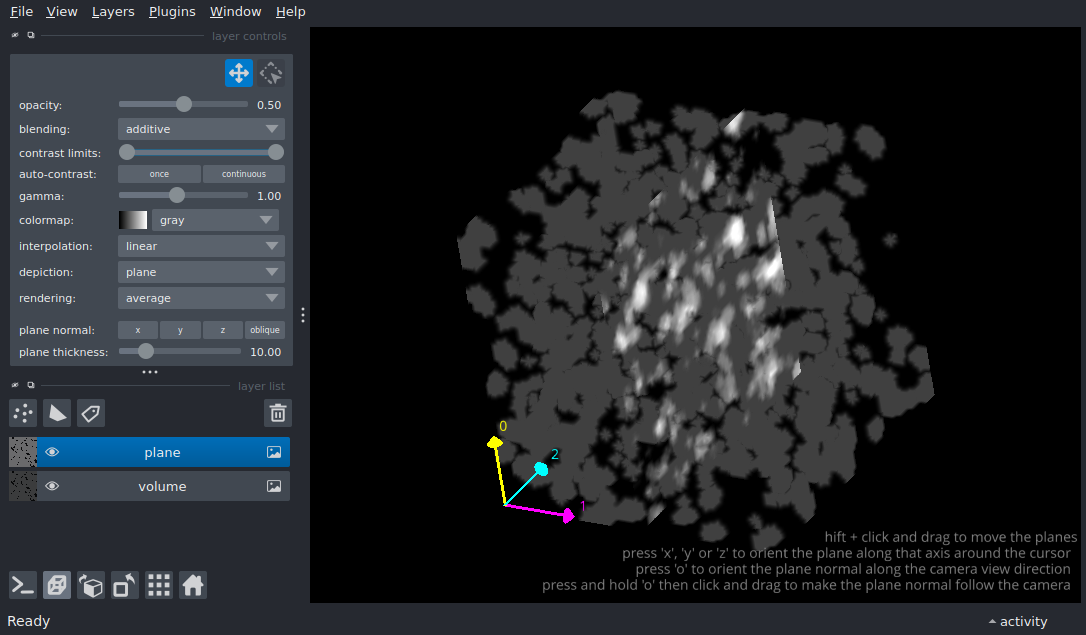 File View Layers Plugins Window Help
layer controls
opacity: 0.50
blending: additive
contrast limits:
auto-contrast: once continuous
gamma: 1.00
colormap: gray
interpolation: linear
depiction: plane
rendering: average
plane normal: x y z oblique
plane thickness: 10.00
layer list
plane
volume
0
2
1
hift + click and drag to move the planes
press 'x', 'y' or 'z' to orient the plane along that axis around the cursor
press 'o' to orient the plane normal along the camera view direction
press and hold 'o' then click and drag to make the plane normal follow the camera
Ready
activity